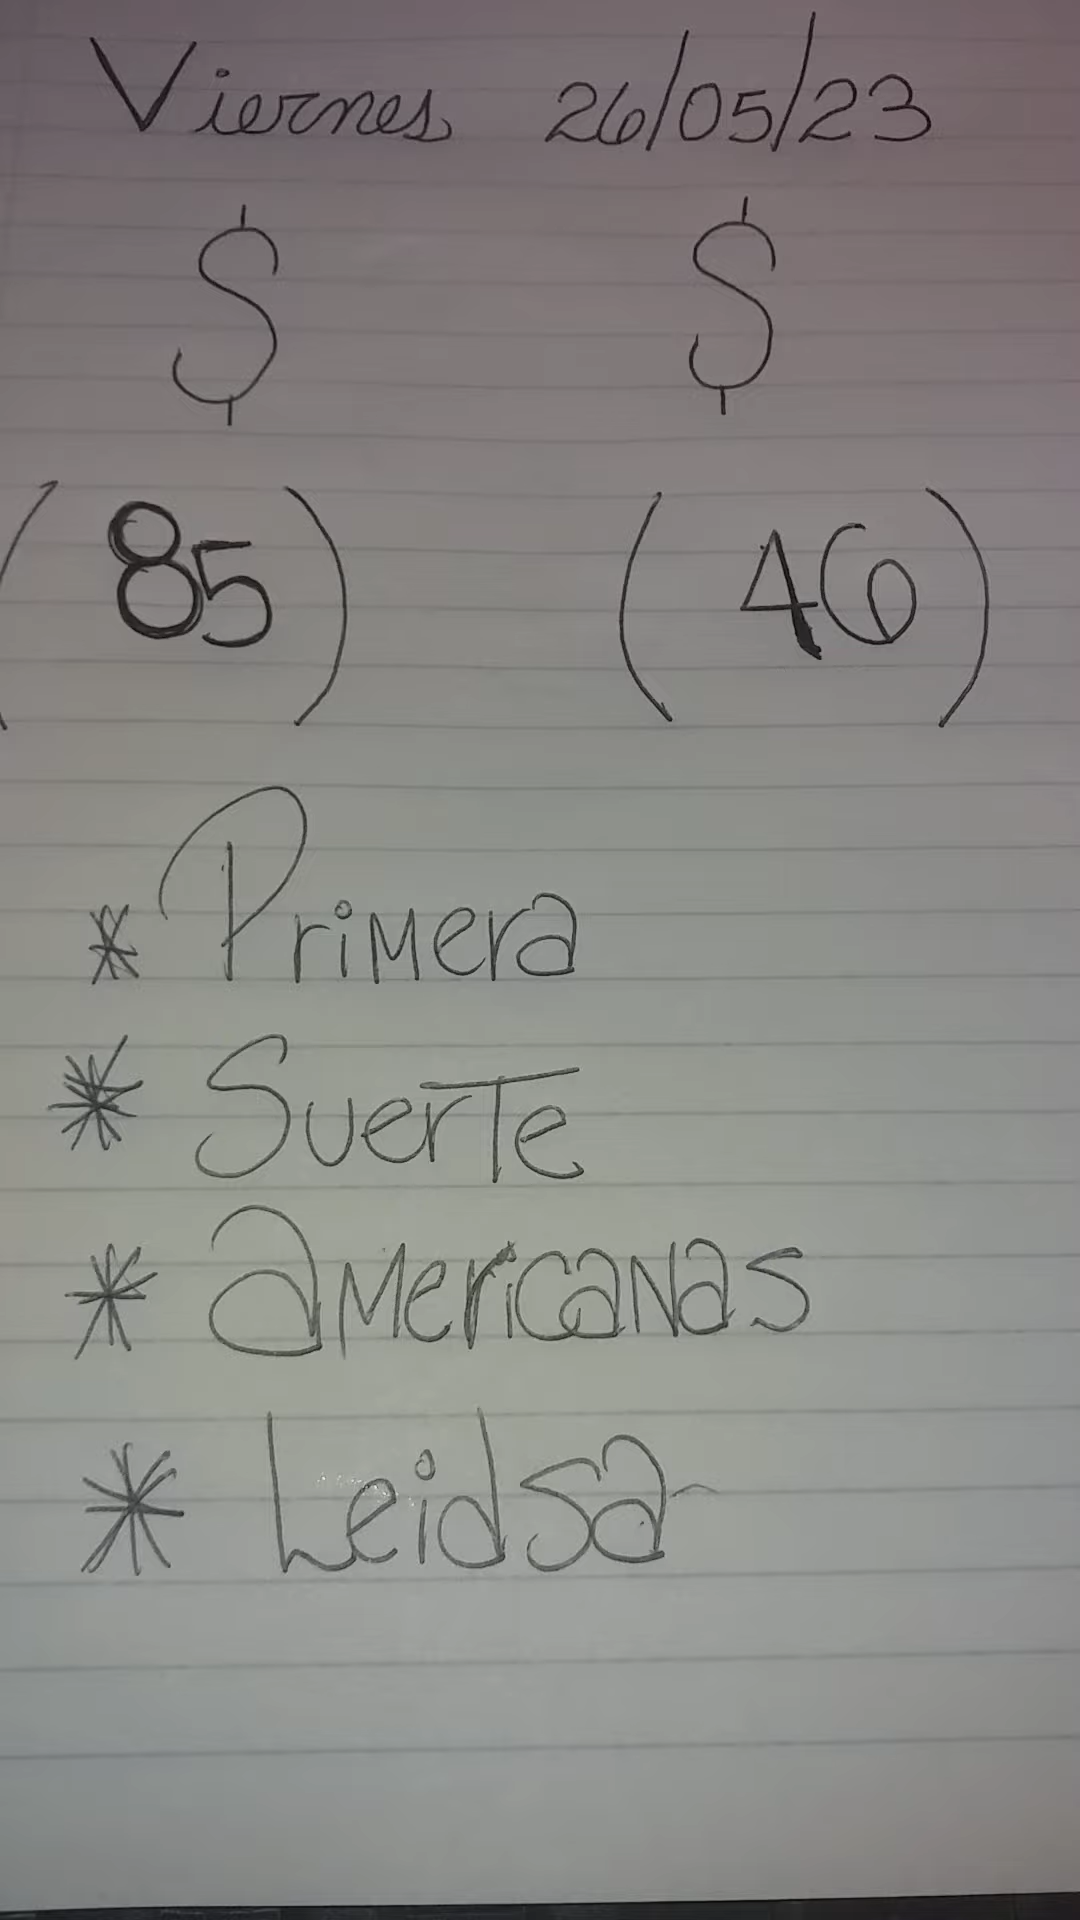 Viernes 26/05/23
$ $
(85) (46)
* Primera
* Suerte
* americanas
* Leidsa